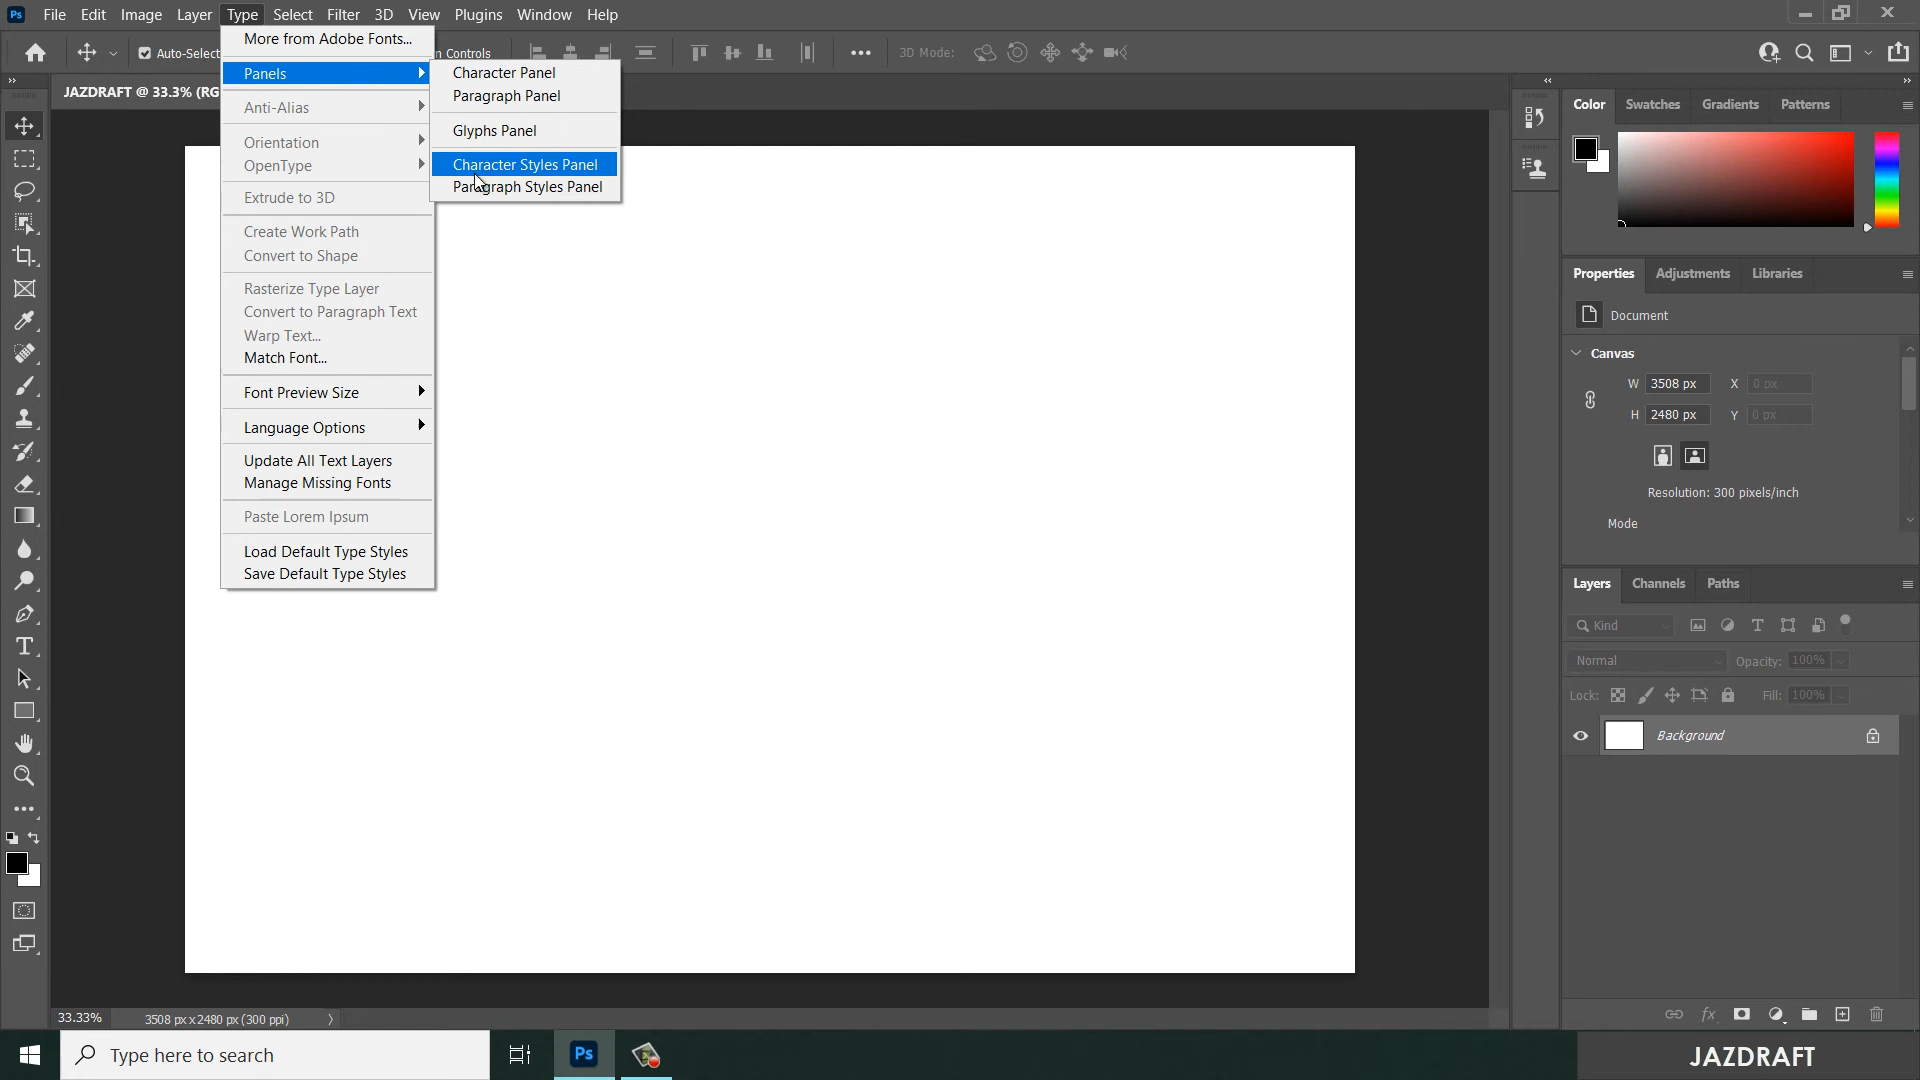 Ps File Edit Image Layer Type Select Filter 3D View Plugins Window Help
Auto-Select
m Controls
3D Mode:
JAZDRAFT @ 33.3% (RG
More from Adobe Fonts...
Panels
Anti-Alias
Orientation
OpenType
Extrude to 3D
Create Work Path
Convert to Shape
Rasterize Type Layer
Convert to Paragraph Text
Warp Text...
Match Font...
Font Preview Size
Language Options
Update All Text Layers
Manage Missing Fonts
Paste Lorem Ipsum
Load Default Type Styles
Save Default Type Styles
Character Panel
Paragraph Panel
Glyphs Panel
Character Styles Panel
Paragraph Styles Panel
Color Swatches Gradients Patterns
Properties Adjustments Libraries
Document
Canvas
W 3508 px X 0 px
H 2480 px Y 0 px
Resolution: 300 pixels/inch
Mode
Layers Channels Paths
Kind
Normal Opacity: 100%
Lock: Fill: 100%
Background
33.33% 3508 px x 2480 px (300 ppi)
Type here to search
Ps
JAZDRAFT